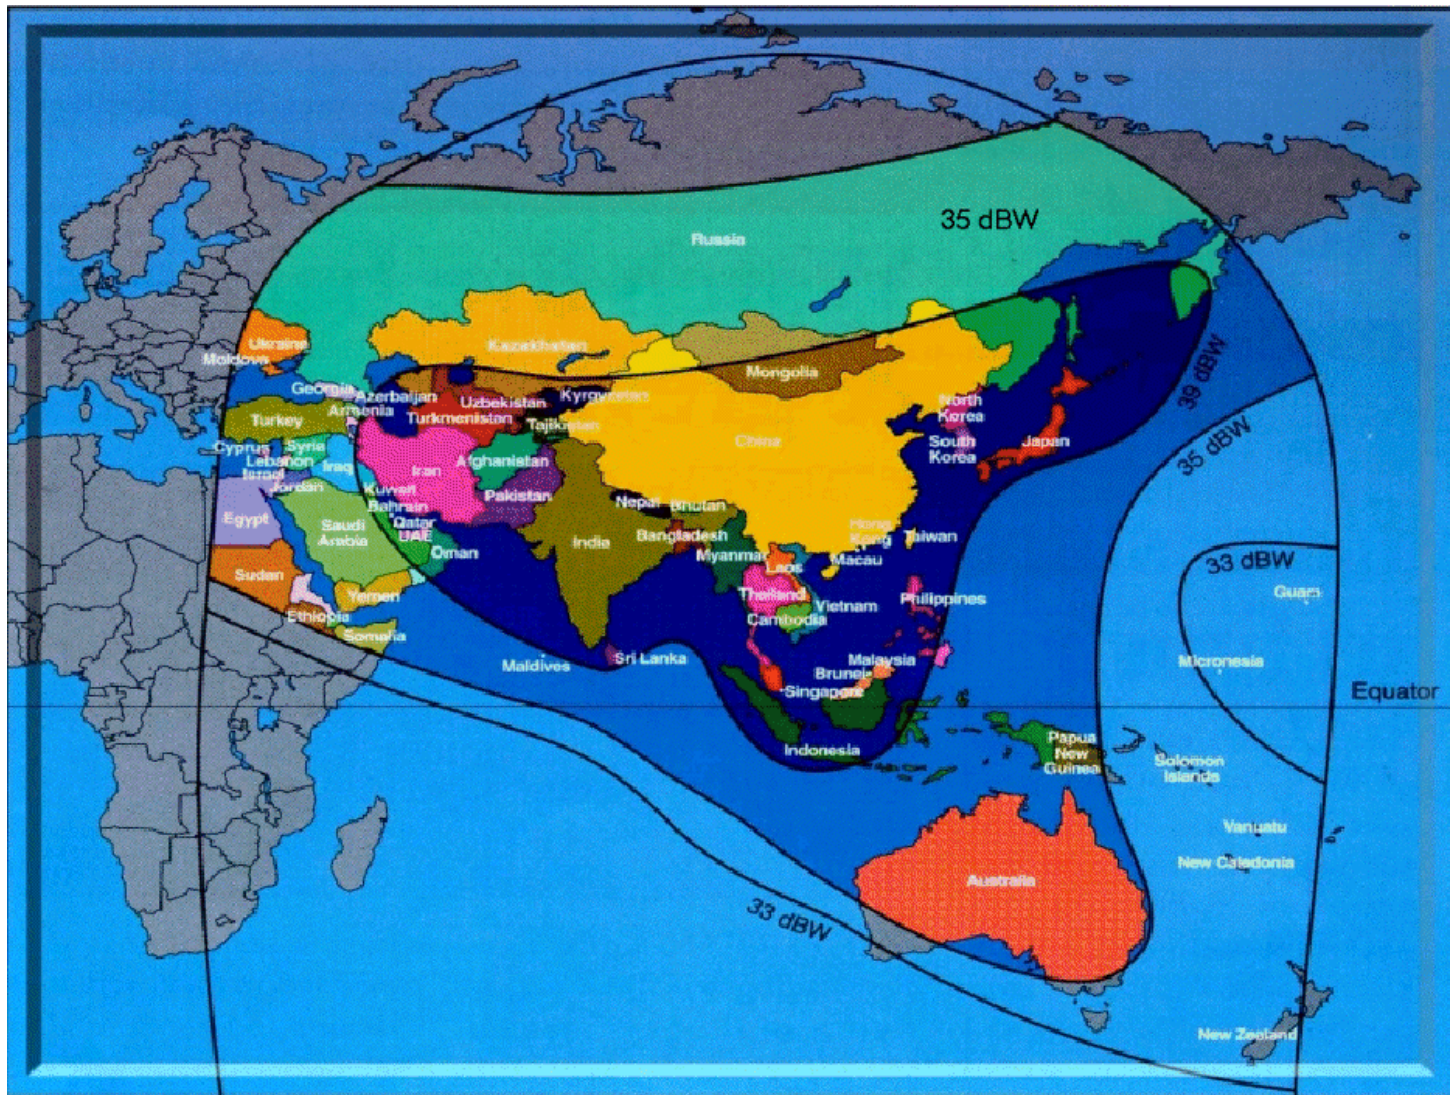 35 dBW
Russia
Ukraine
Moldova
Kazakhstan
Mongolia
39 dBW
Georgia
Azerbaijan
Kyrgyzstan
Armenia
Uzbekistan
Turkmenistan
Tajikistan
Turkey
North
Korea
South
Korea
Japan
China
35 dBW
Cyprus
Syria
Lebanon
Israel
Iraq
Jordan
Iran
Afghanistan
Kuwait
Bahrain
Pakistan
Nepal
Bhutan
Egypt
Saudi
Arabia
Qatar
UAE
Oman
India
Bangladesh
Myanmar
Hong
Kong
Macau
Taiwan
Laos
33 dBW
Guam
Sudan
Yemen
Ethiopia
Somalia
Thailand
Vietnam
Cambodia
Philippines
Maldives
Sri Lanka
Malaysia
Brunei
Singapore
Micronesia
Equator
Indonesia
Papua
New
Guinea
Solomon
Islands
Vanuatu
New Caledonia
Australia
33 dBW
New Zealand